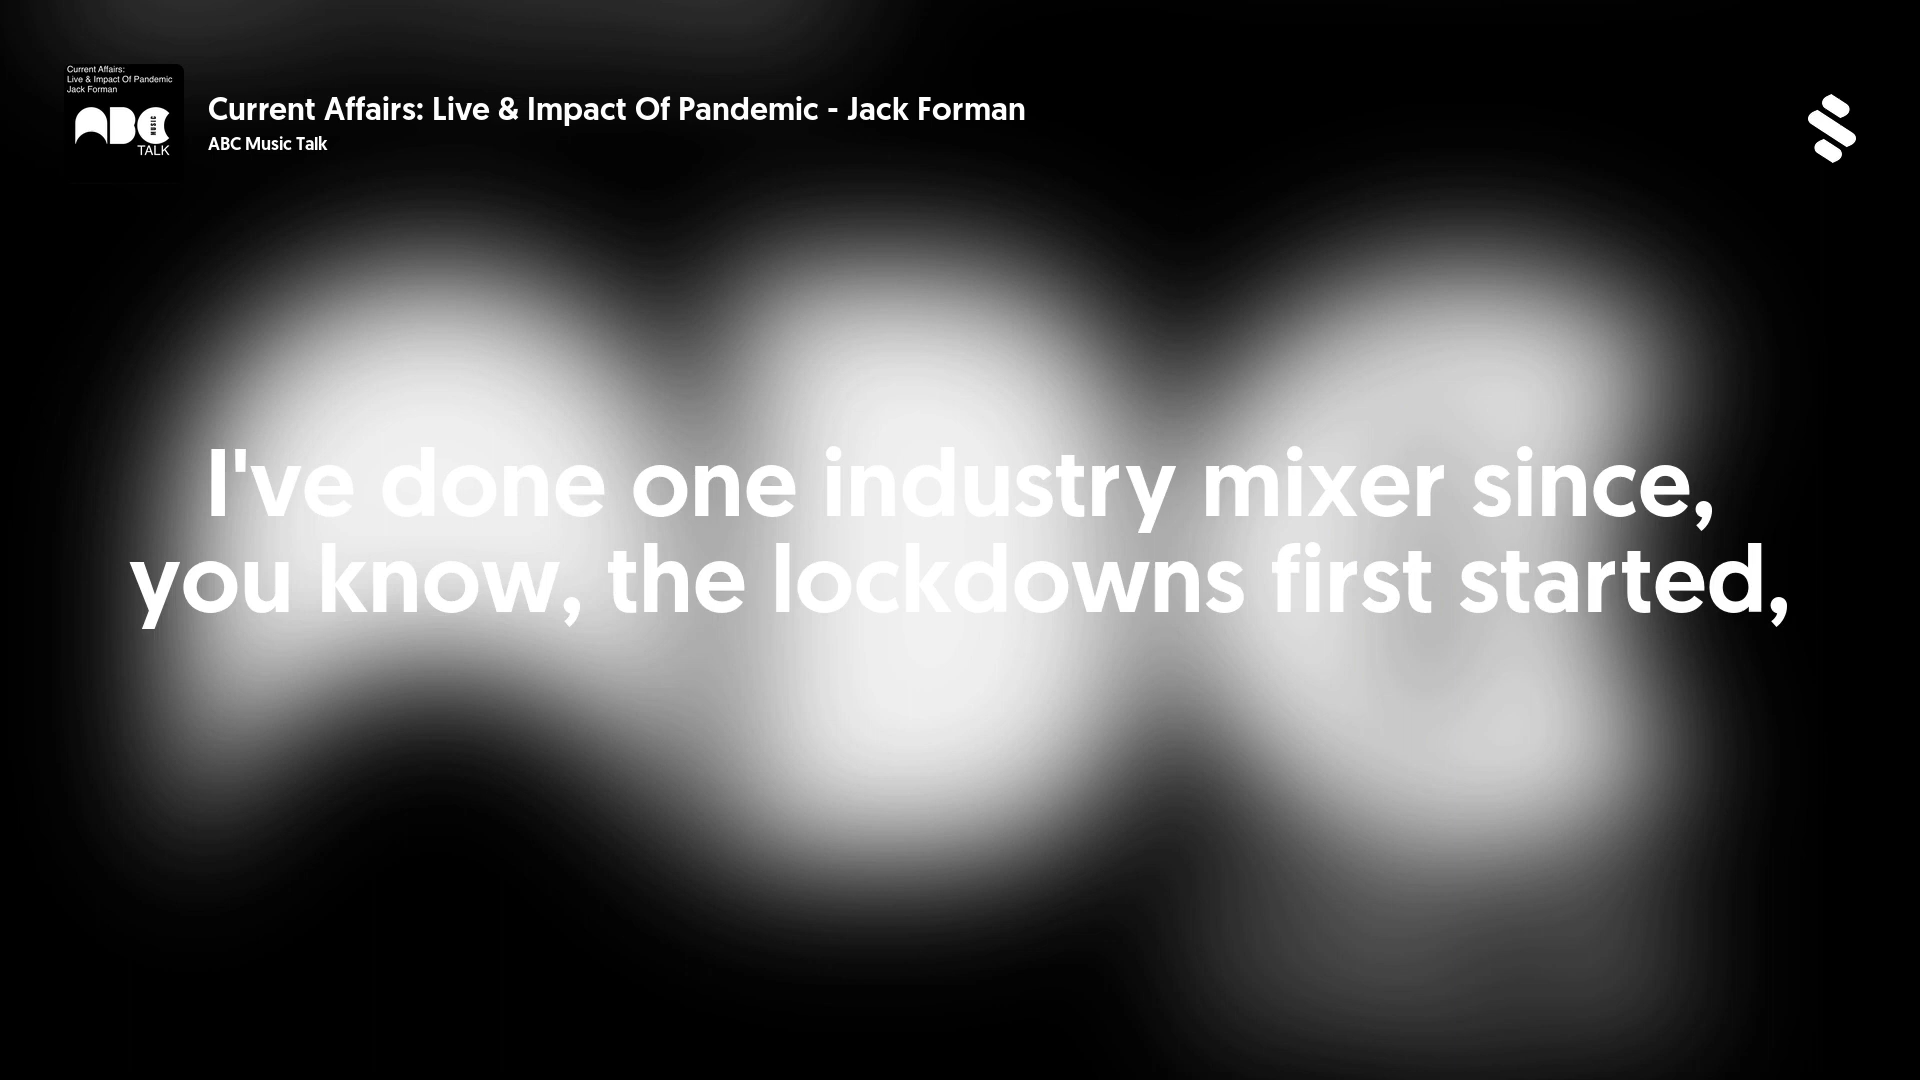 Current Affairs:
Live & Impact Of Pandemic
Jack Forman
ABC
MUSIC
TALK
Current Affairs: Live & Impact Of Pandemic - Jack Forman
ABC Music Talk
I've done one industry mixer since,
you know, the lockdowns first started,